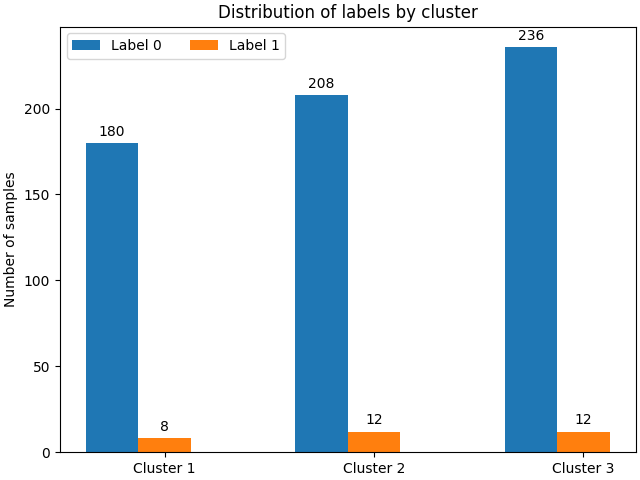 Distribution of labels by cluster
Label 0 Label 1
Number of samples
200
150
100
50
0
180
8
208
12
236
12
Cluster 1 Cluster 2 Cluster 3